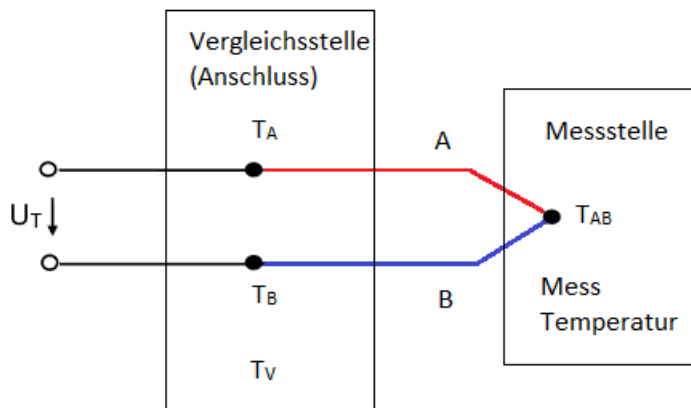 Vergleichsstelle
(Anschluss)
TA
A
Messstelle
UT
TAB
TB
B
Mess
Temperatur
TV